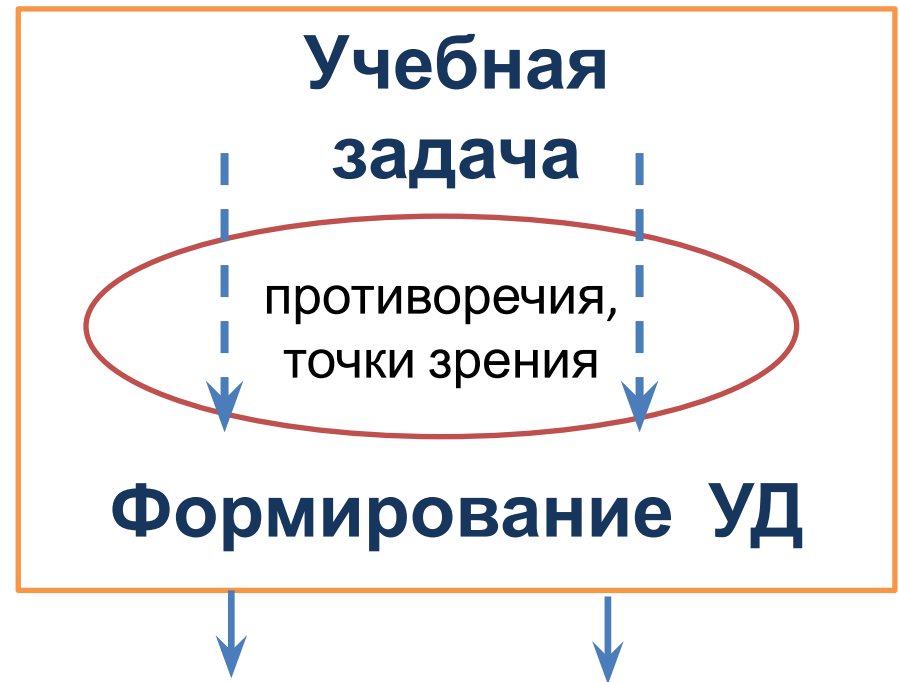 Учебная
задача
противоречия,
точки зрения
Формирование УД